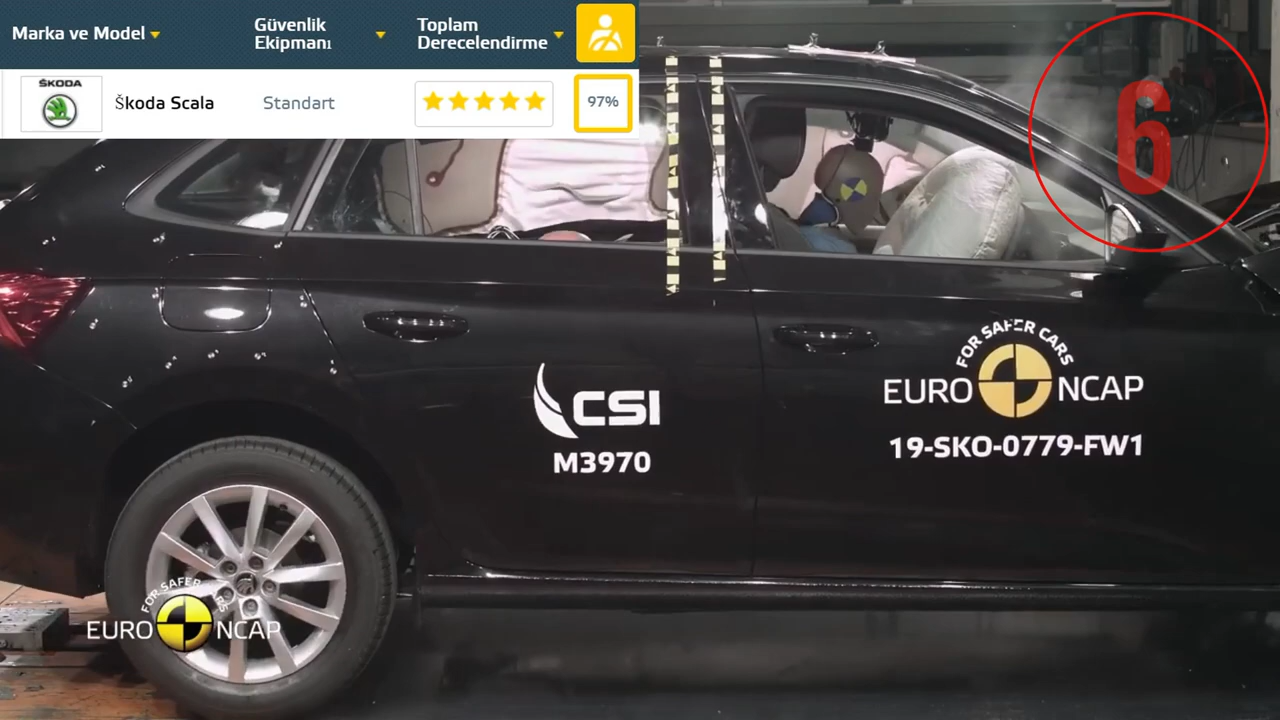 Marka ve Model
Güvenlik
Ekipmanı
Toplam
Derecelendirme
ŠKODA
Škoda Scala
Standart
97%
6
FOR SAFER CARS
EURO NCAP
19-SKO-0779-FW1
CSI
M3970
FOR SAFER CARS
EURO NCAP